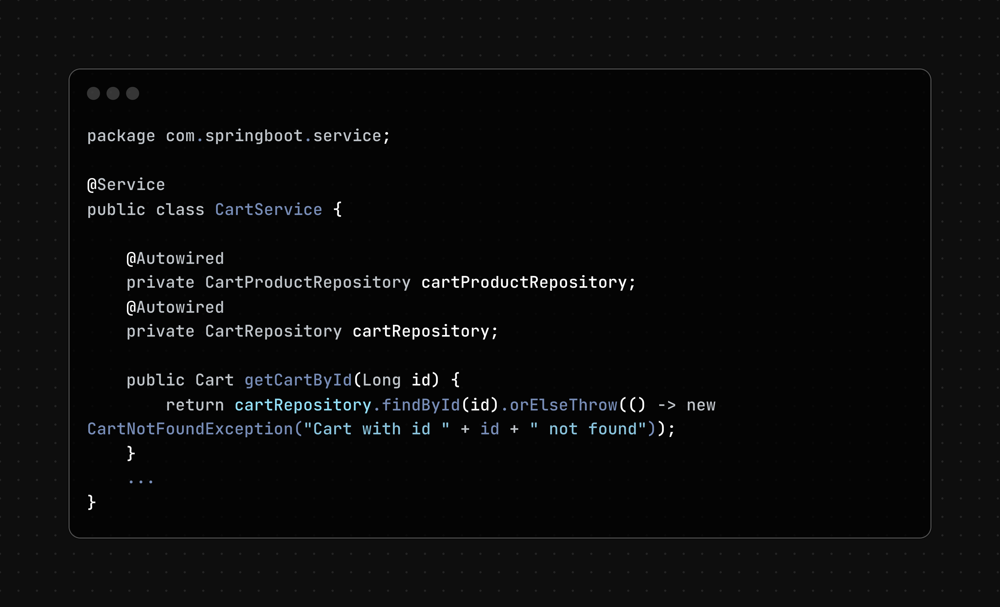 package com.springboot.service;
@Service
public class CartService {
@Autowired
private CartProductRepository cartProductRepository;
@Autowired
private CartRepository cartRepository;
public Cart getCartById(Long id) {
return cartRepository.findById(id).orElseThrow(() -> new
CartNotFoundException("Cart with id " + id + " not found"));
}
...
}